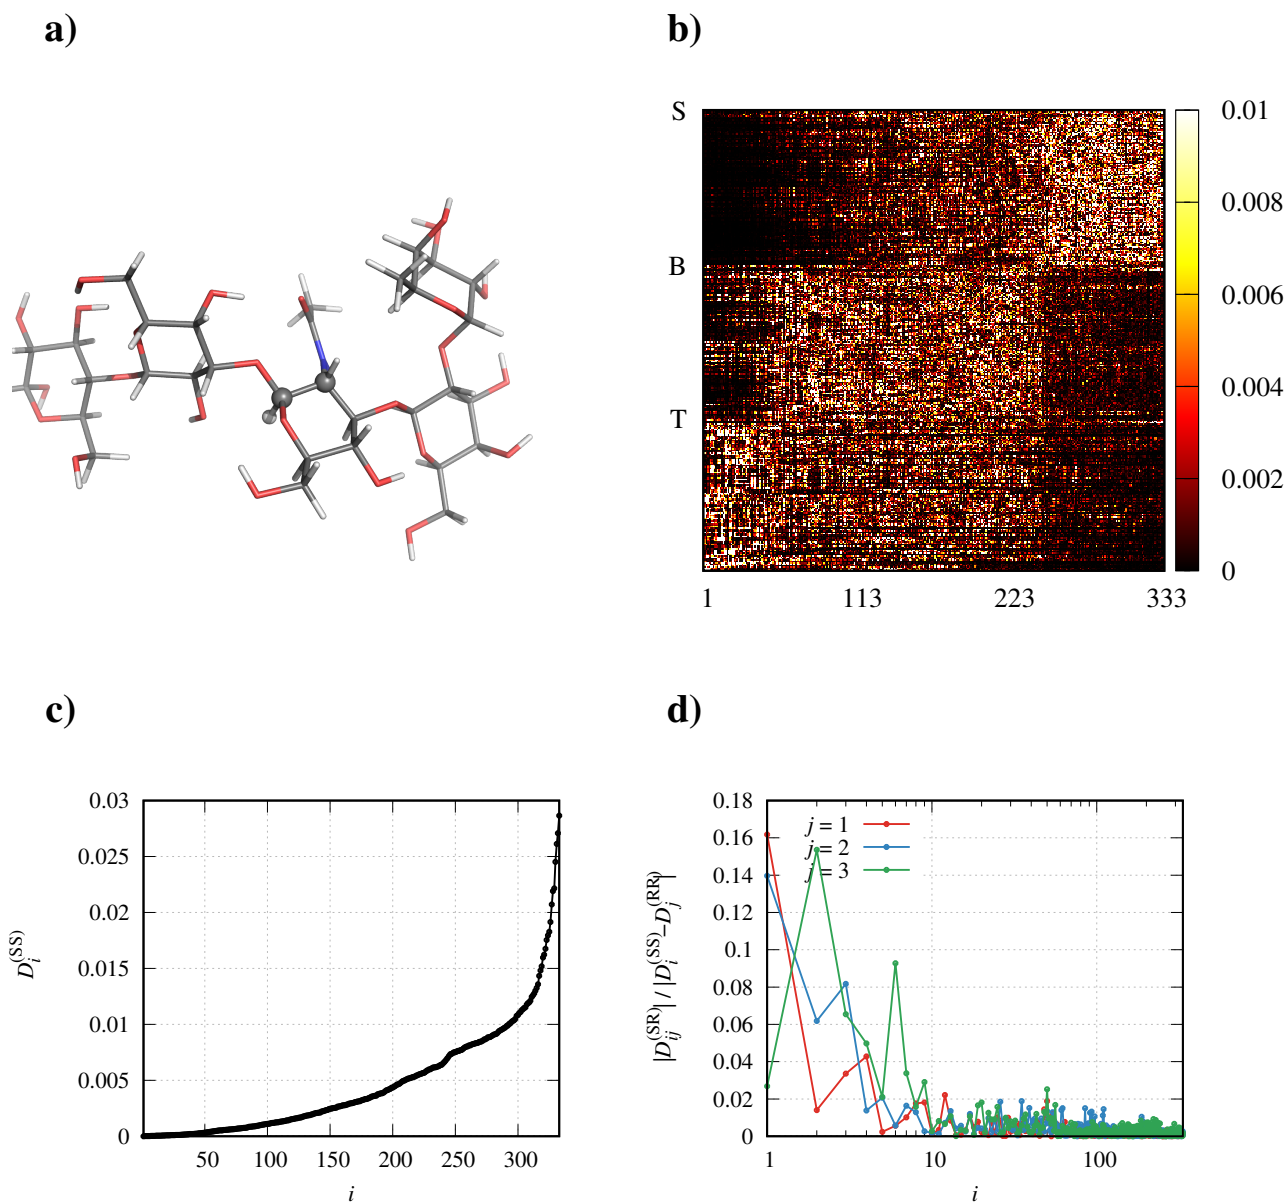 a)
b)
S
B
T
0.01
0.008
0.006
0.004
0.002
0
1 113 223 333
c)
d)
D_i^(SS)
0.03
0.025
0.02
0.015
0.01
0.005
0
50 100 150 200 250 300
i
|D_ij^(SR)| / |D_i^(SS)−D_j^(RR)|
0.18
0.16
0.14
0.12
0.1
0.08
0.06
0.04
0.02
0
j = 1
j = 2
j = 3
1 10 100
i